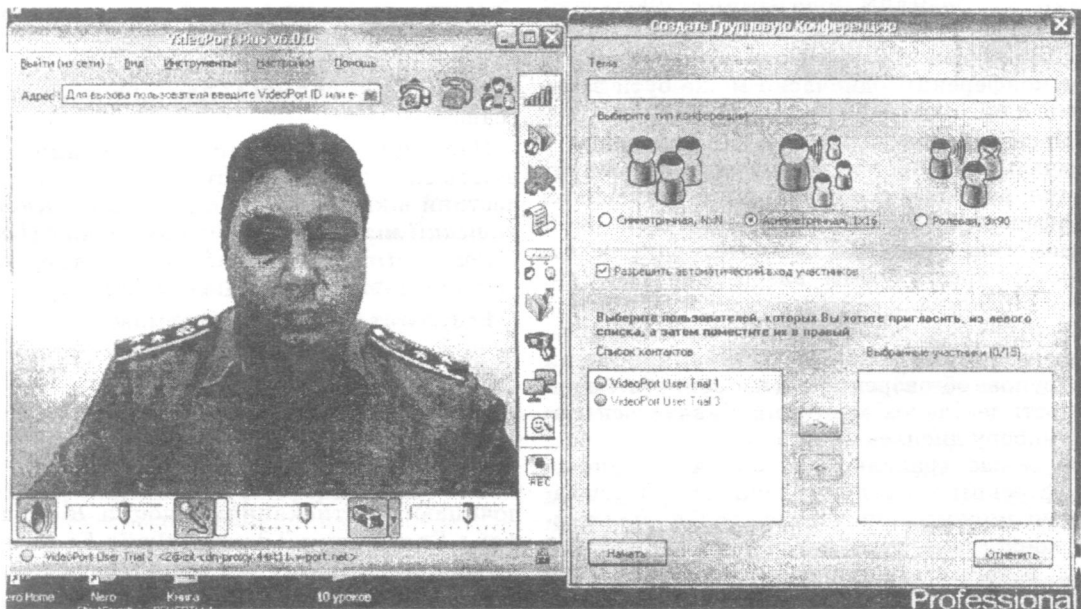 VideoPort Plus v6.0.0
Выйти (из сети) Вид Инструменты Настройки Помощь
Адрес: Для вызова пользователя введите VideoPort ID или e-
REC
VideoPort User Trial 2
Создать Групповую Конференцию
Тема
Выберите тип конференции
Симметричная, NxN Асимметричная, 1x16 Ролевая, 3x90
Разрешить автоматический вход участников
Выберите пользователей, которых Вы хотите пригласить, из левого
списка, а затем поместите их в правый
Список контактов Выбранные участники (0/15)
VideoPort User Trial 1
VideoPort User Trial 3
->
<-
Начать Отменить
ero Home Nero Книга 10 уроков
Professional